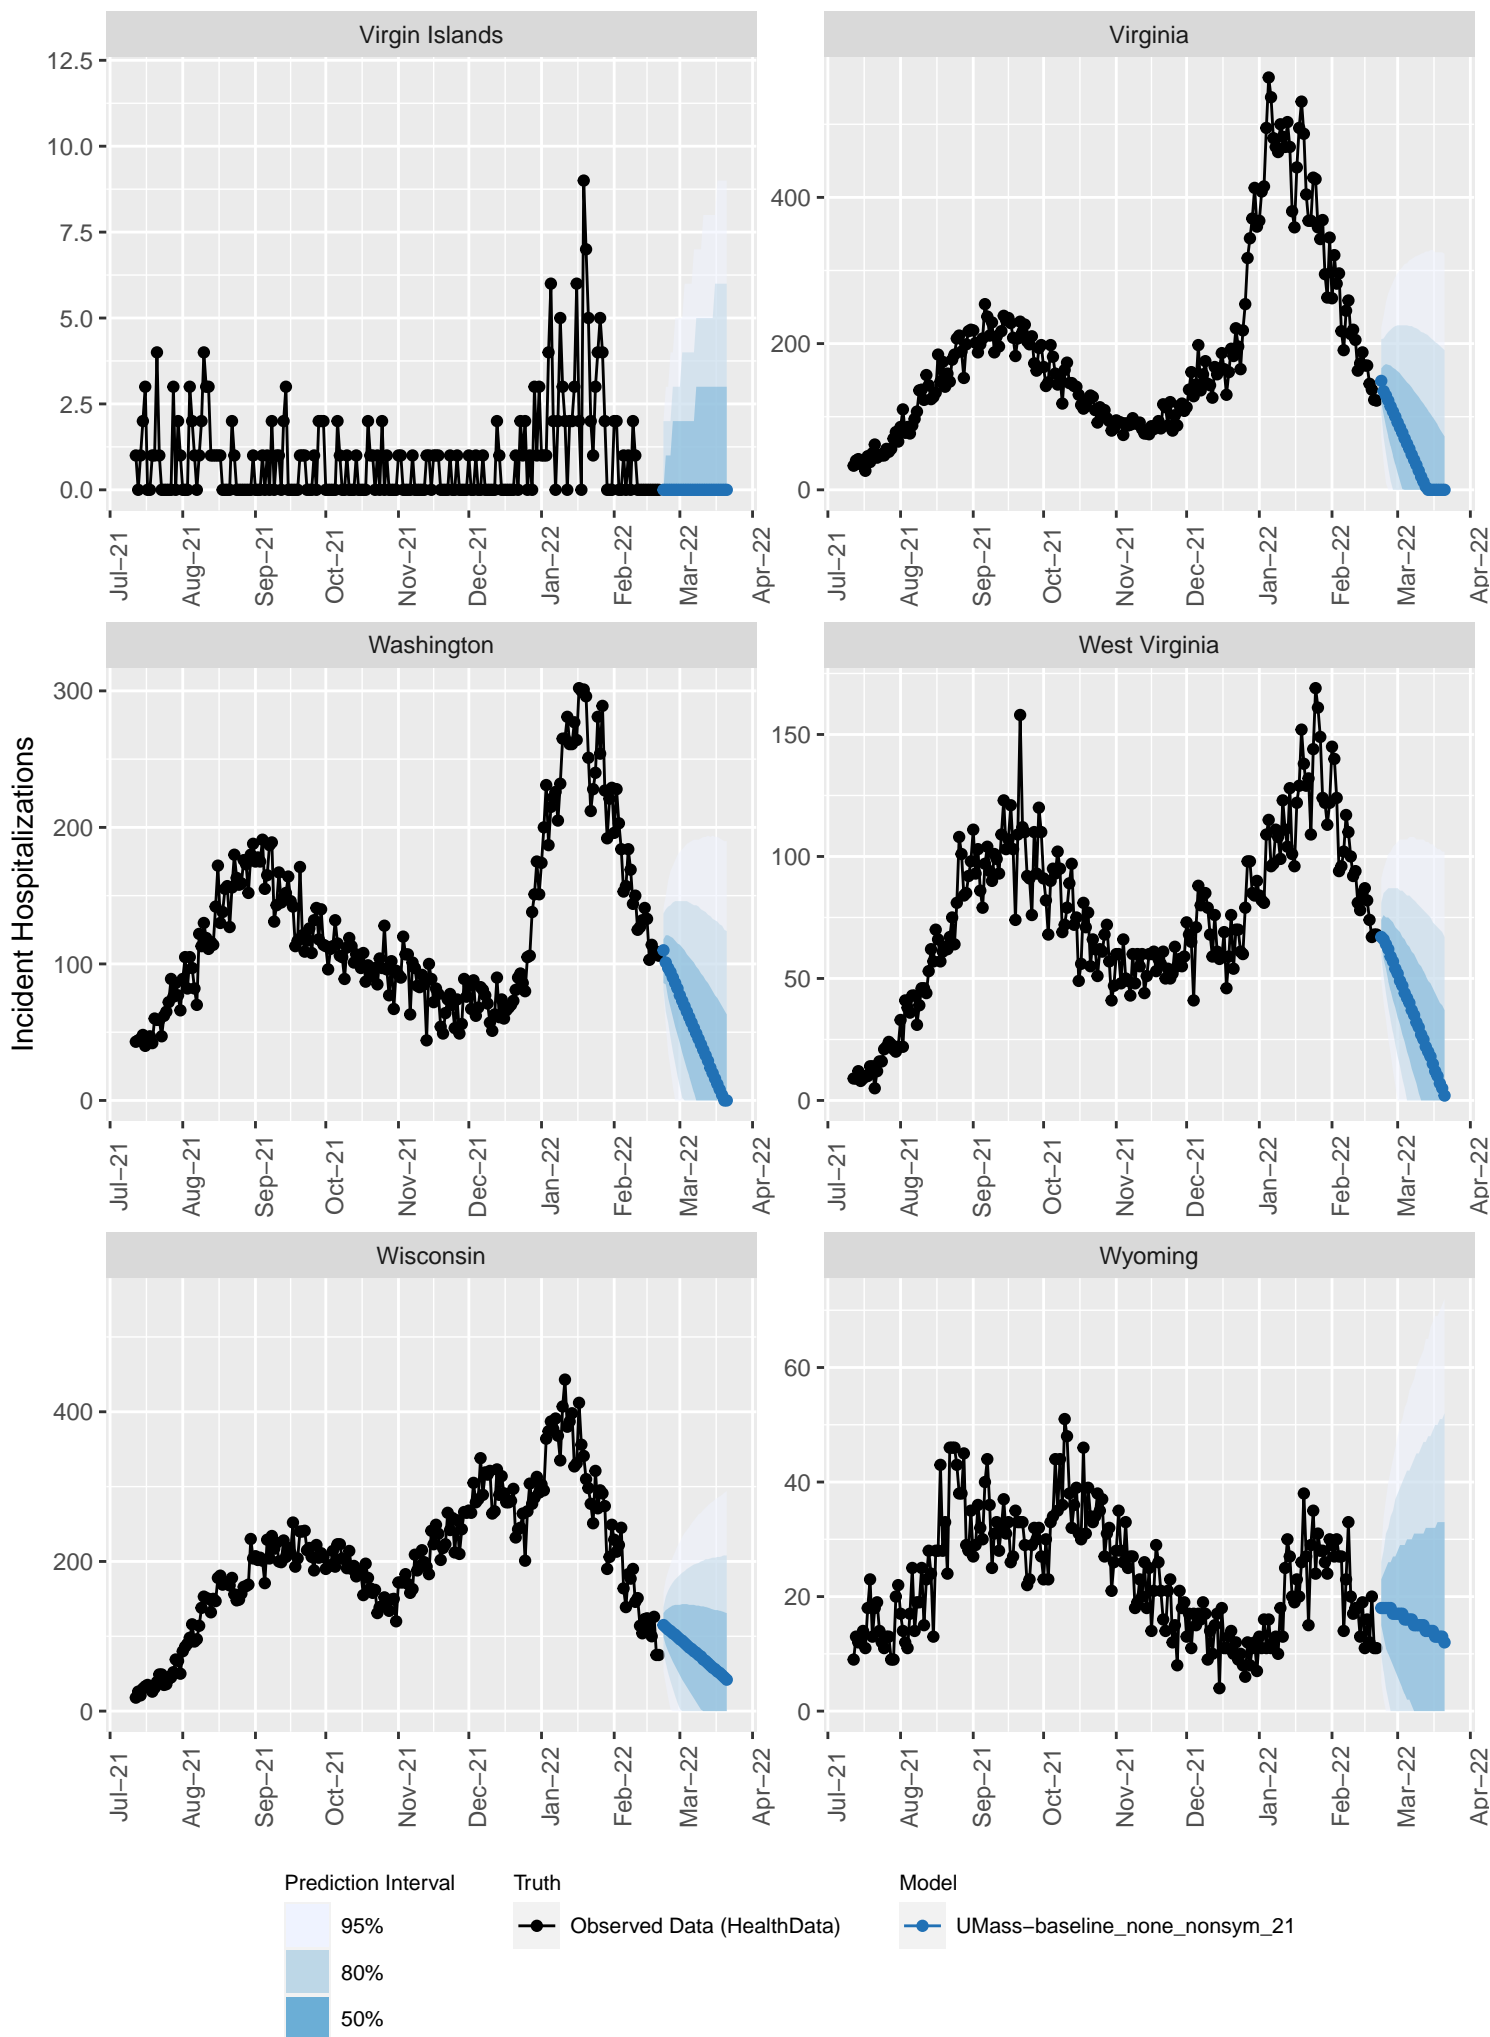 Virgin Islands Virginia
12.5
10.0
7.5
5.0
2.5
0.0
400
200
0
Jul−21 Aug−21 Sep−21 Oct−21 Nov−21 Dec−21 Jan−22 Feb−22 Mar−22 Apr−22
Jul−21 Aug−21 Sep−21 Oct−21 Nov−21 Dec−21 Jan−22 Feb−22 Mar−22 Apr−22
Washington West Virginia
Incident Hospitalizations
300
200
100
0
150
100
50
0
Jul−21 Aug−21 Sep−21 Oct−21 Nov−21 Dec−21 Jan−22 Feb−22 Mar−22 Apr−22
Jul−21 Aug−21 Sep−21 Oct−21 Nov−21 Dec−21 Jan−22 Feb−22 Mar−22 Apr−22
Wisconsin Wyoming
400
200
0
60
40
20
0
Jul−21 Aug−21 Sep−21 Oct−21 Nov−21 Dec−21 Jan−22 Feb−22 Mar−22 Apr−22
Jul−21 Aug−21 Sep−21 Oct−21 Nov−21 Dec−21 Jan−22 Feb−22 Mar−22 Apr−22
Prediction Interval
95%
80%
50%
Truth
Observed Data (HealthData)
Model
UMass−baseline_none_nonsym_21